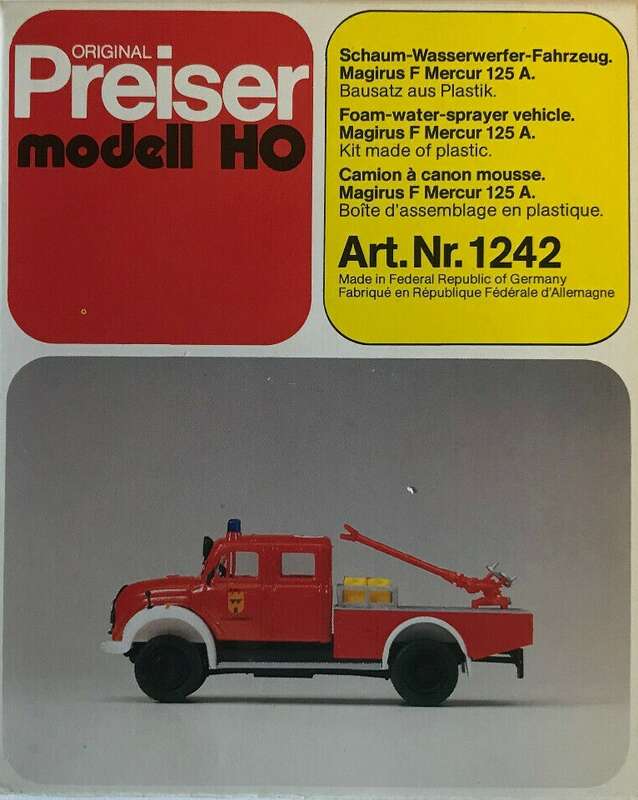 ORIGINAL
Preiser
modell HO
Schaum-Wasserwerfer-Fahrzeug.
Magirus F Mercur 125 A.
Bausatz aus Plastik.
Foam-water-sprayer vehicle.
Magirus F Mercur 125 A.
Kit made of plastic.
Camion à canon mousse.
Magirus F Mercur 125 A.
Boîte d'assemblage en plastique.
Art.Nr.1242
Made in Federal Republic of Germany
Fabriqué en République Fédérale d'Allemagne